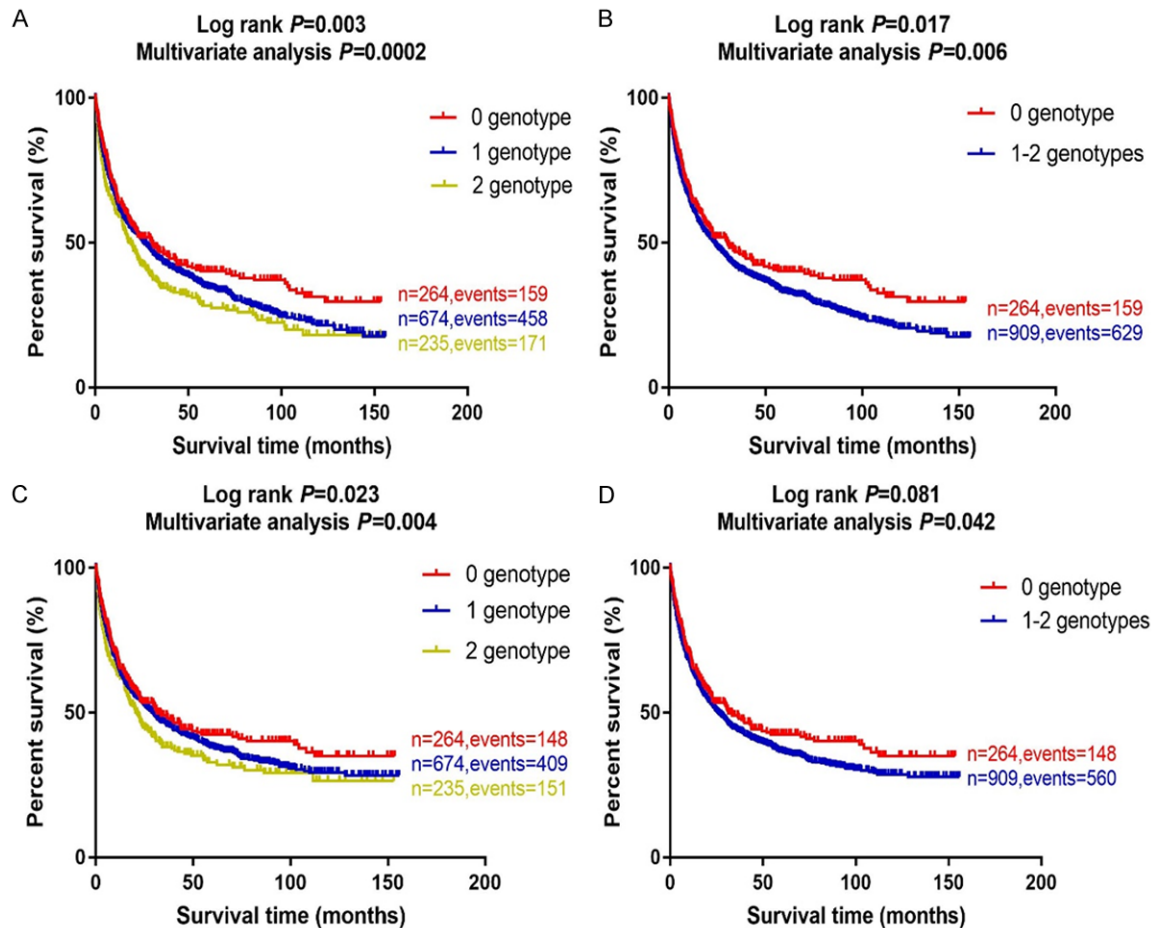 A
Log rank P=0.003
Multivariate analysis P=0.0002
Percent survival (%)
100
50
0
0 genotype
1 genotype
2 genotype
n=264,events=159
n=674,events=458
n=235,events=171
0 50 100 150 200
Survival time (months)
B
Log rank P=0.017
Multivariate analysis P=0.006
Percent survival (%)
100
50
0
0 genotype
1-2 genotypes
n=264,events=159
n=909,events=629
0 50 100 150 200
Survival time (months)
C
Log rank P=0.023
Multivariate analysis P=0.004
Percent survival (%)
100
50
0
0 genotype
1 genotype
2 genotype
n=264,events=148
n=674,events=409
n=235,events=151
0 50 100 150 200
Survival time (months)
D
Log rank P=0.081
Multivariate analysis P=0.042
Percent survival (%)
100
50
0
0 genotype
1-2 genotypes
n=264,events=148
n=909,events=560
0 50 100 150 200
Survival time (months)